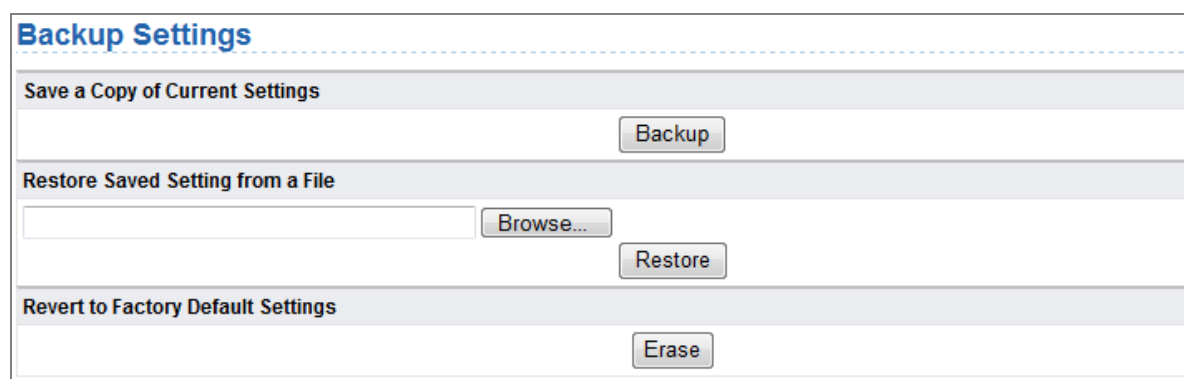 Backup Settings
Save a Copy of Current Settings
Backup
Restore Saved Setting from a File
Browse...
Restore
Revert to Factory Default Settings
Erase